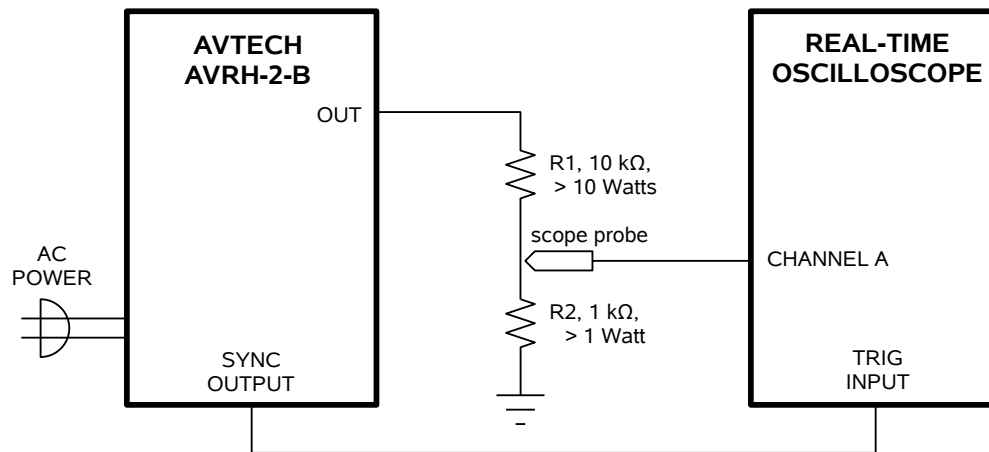 AVTECH
AVRH-2-B
OUT
AC
POWER
SYNC
OUTPUT
R1, 10 kΩ,
> 10 Watts
scope probe
R2, 1 kΩ,
> 1 Watt
REAL-TIME
OSCILLOSCOPE
CHANNEL A
TRIG
INPUT